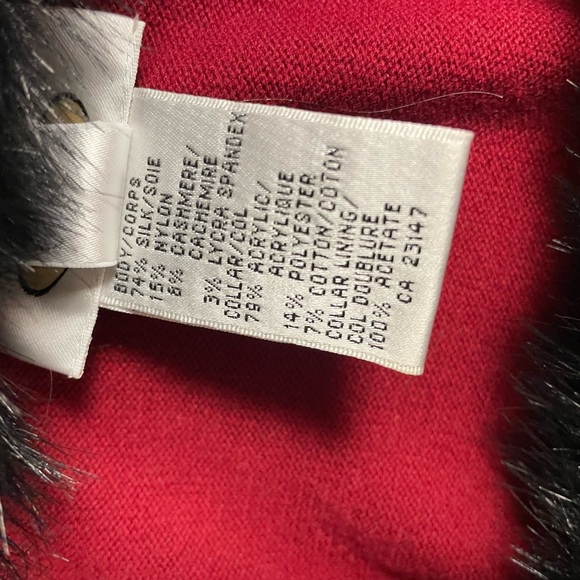 BODY/CORPS
74% SILK/SOIE
15% NYLON
8% CASHMERE/
CACHEMIRE
3% LYCRA SPANDEX
COLLAR/COL
79% ACRYLIC/
ACRYLIQUE
14% POLYESTER
7% COTTON/COTON
COLLAR LINING/
COL DOUBLURE
100% ACETATE
CA 23147